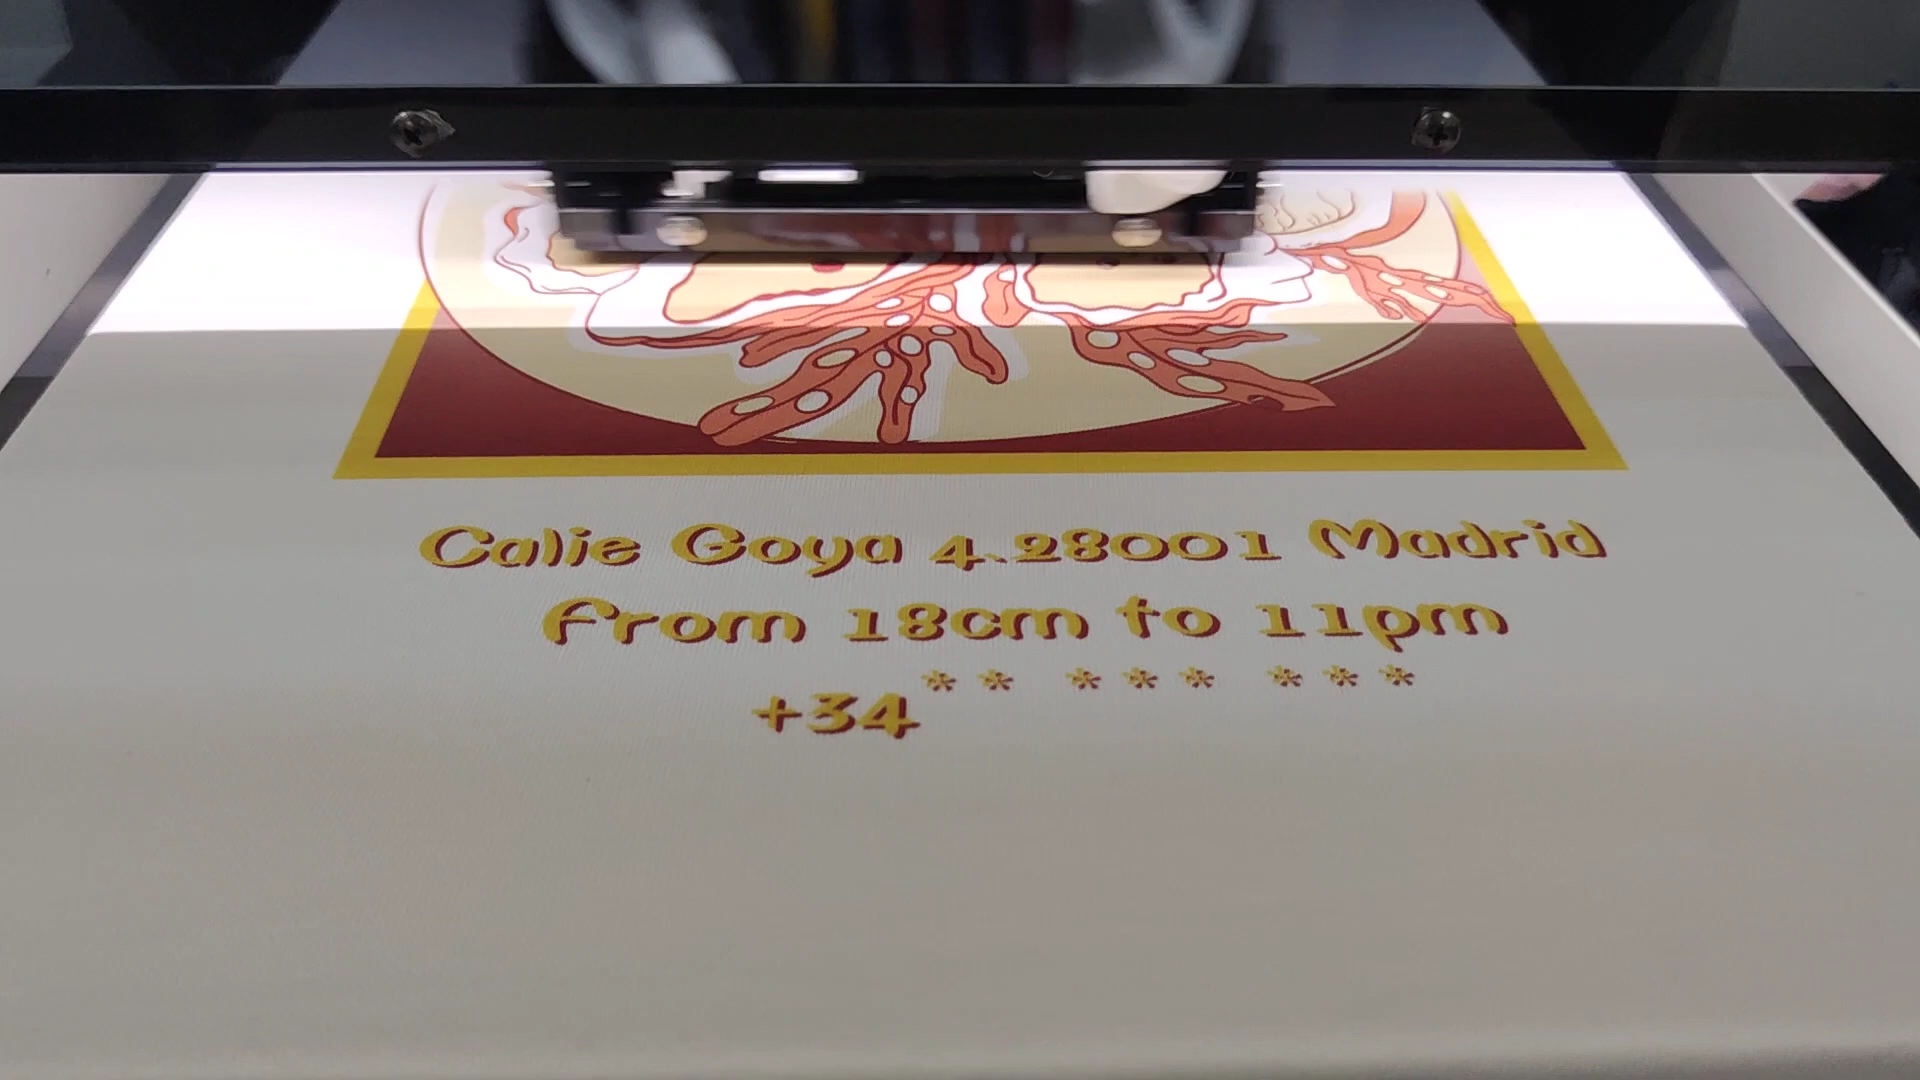 Calie Goya 4.28001 Madrid
From 18cm to 11pm
+34** *** ***